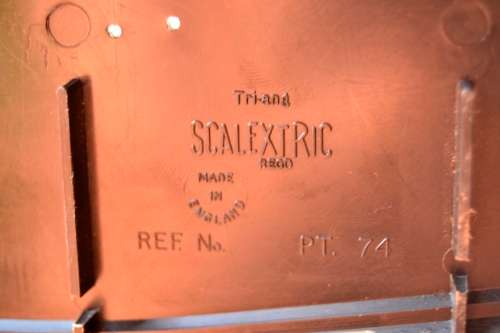 Tri-ang
SCALEXTRIC
REGD
MADE
IN
ENGLAND
REF. No. PT. 74